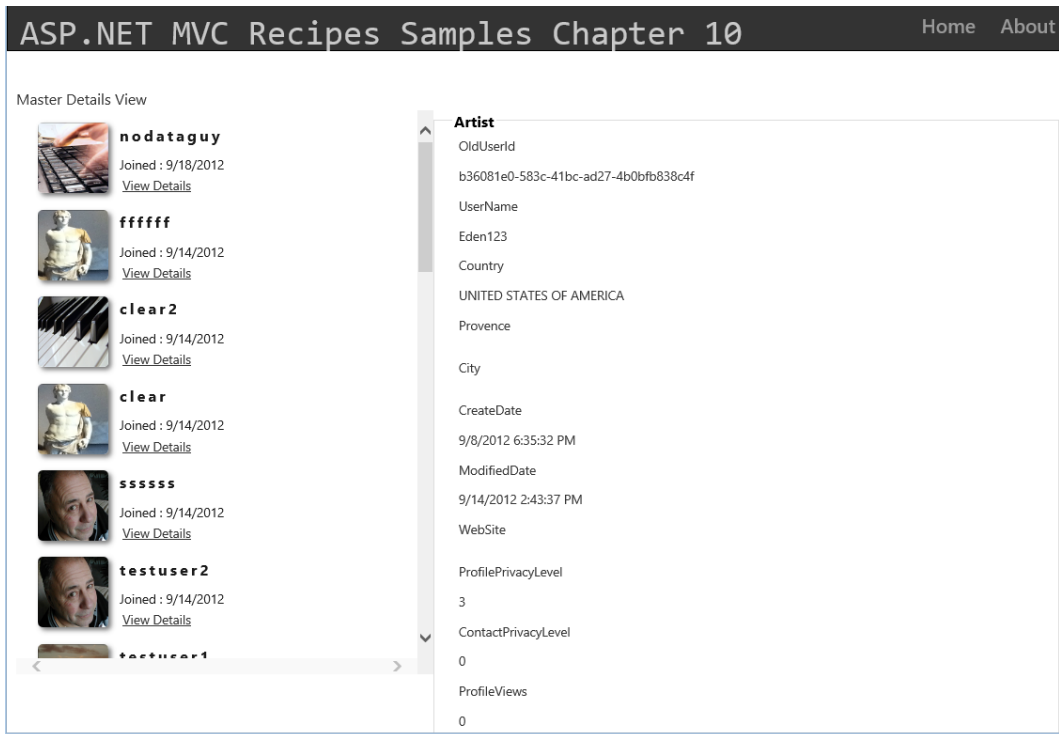 ASP.NET MVC Recipes Samples Chapter 10
Home About
Master Details View
nodataguy
Joined : 9/18/2012
View Details
ffffff
Joined : 9/14/2012
View Details
clear2
Joined : 9/14/2012
View Details
clear
Joined : 9/14/2012
View Details
ssssss
Joined : 9/14/2012
View Details
testuser2
Joined : 9/14/2012
View Details
testuser1
Artist
OldUserId
b36081e0-583c-41bc-ad27-4b0bfb838c4f
UserName
Eden123
Country
UNITED STATES OF AMERICA
Provence
City
CreateDate
9/8/2012 6:35:32 PM
ModifiedDate
9/14/2012 2:43:37 PM
WebSite
ProfilePrivacyLevel
3
ContactPrivacyLevel
0
ProfileViews
0